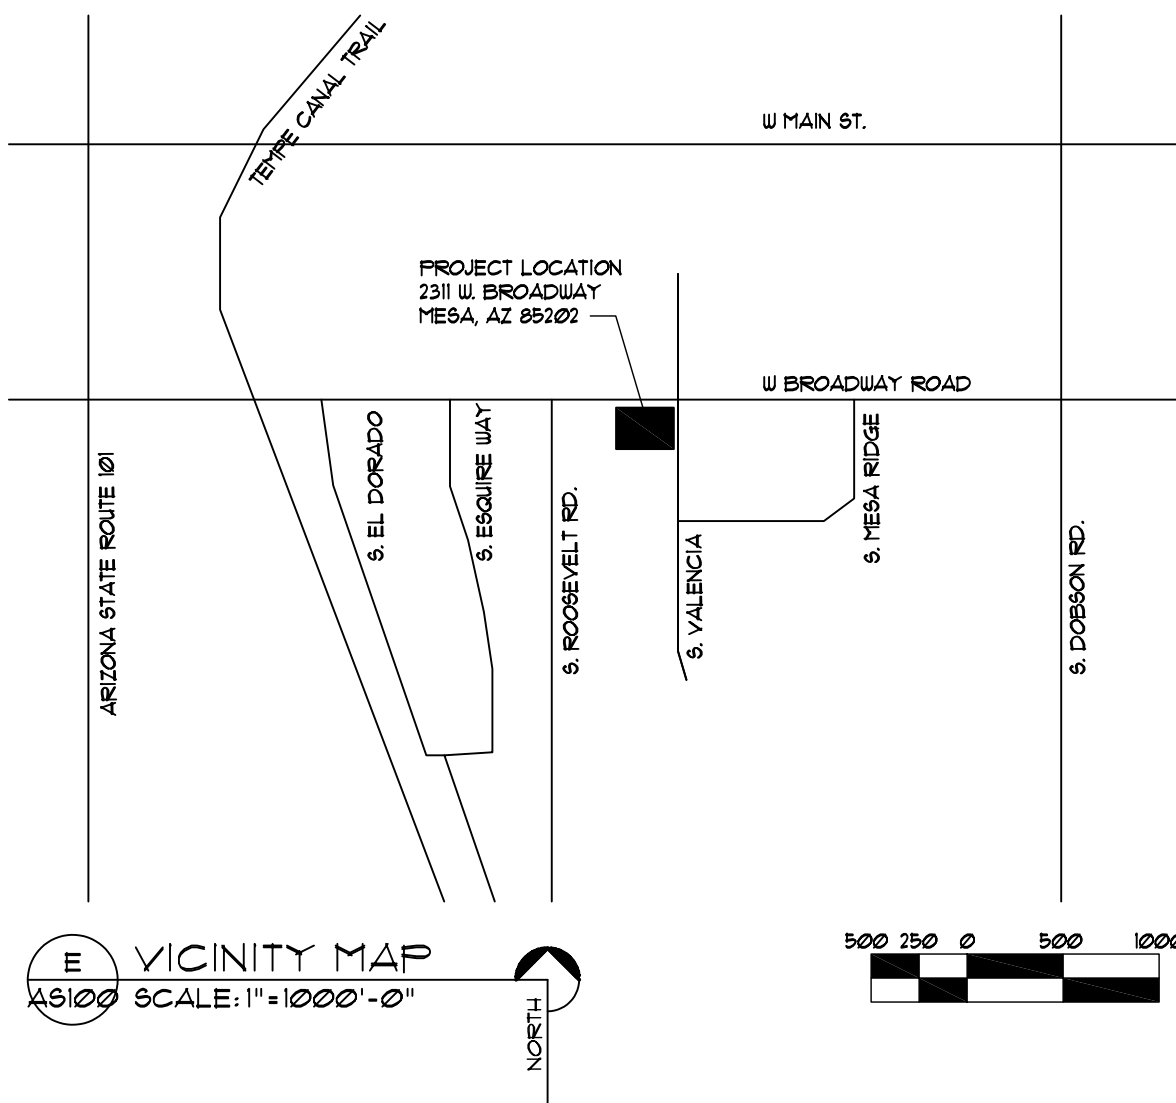 TEMPE CANAL TRAIL
W MAIN ST.
PROJECT LOCATION
2311 W. BROADWAY
MESA, AZ 85202
W BROADWAY ROAD
ARIZONA STATE ROUTE 101
S. EL DORADO
S. ESQUIRE WAY
S. ROOSEVELT RD.
S. VALENCIA
S. MESA RIDGE
S. DOBSON RD.
E
VICINITY MAP
AS100
SCALE: 1"=1000'-0"
NORTH
500 250 0 500 1000